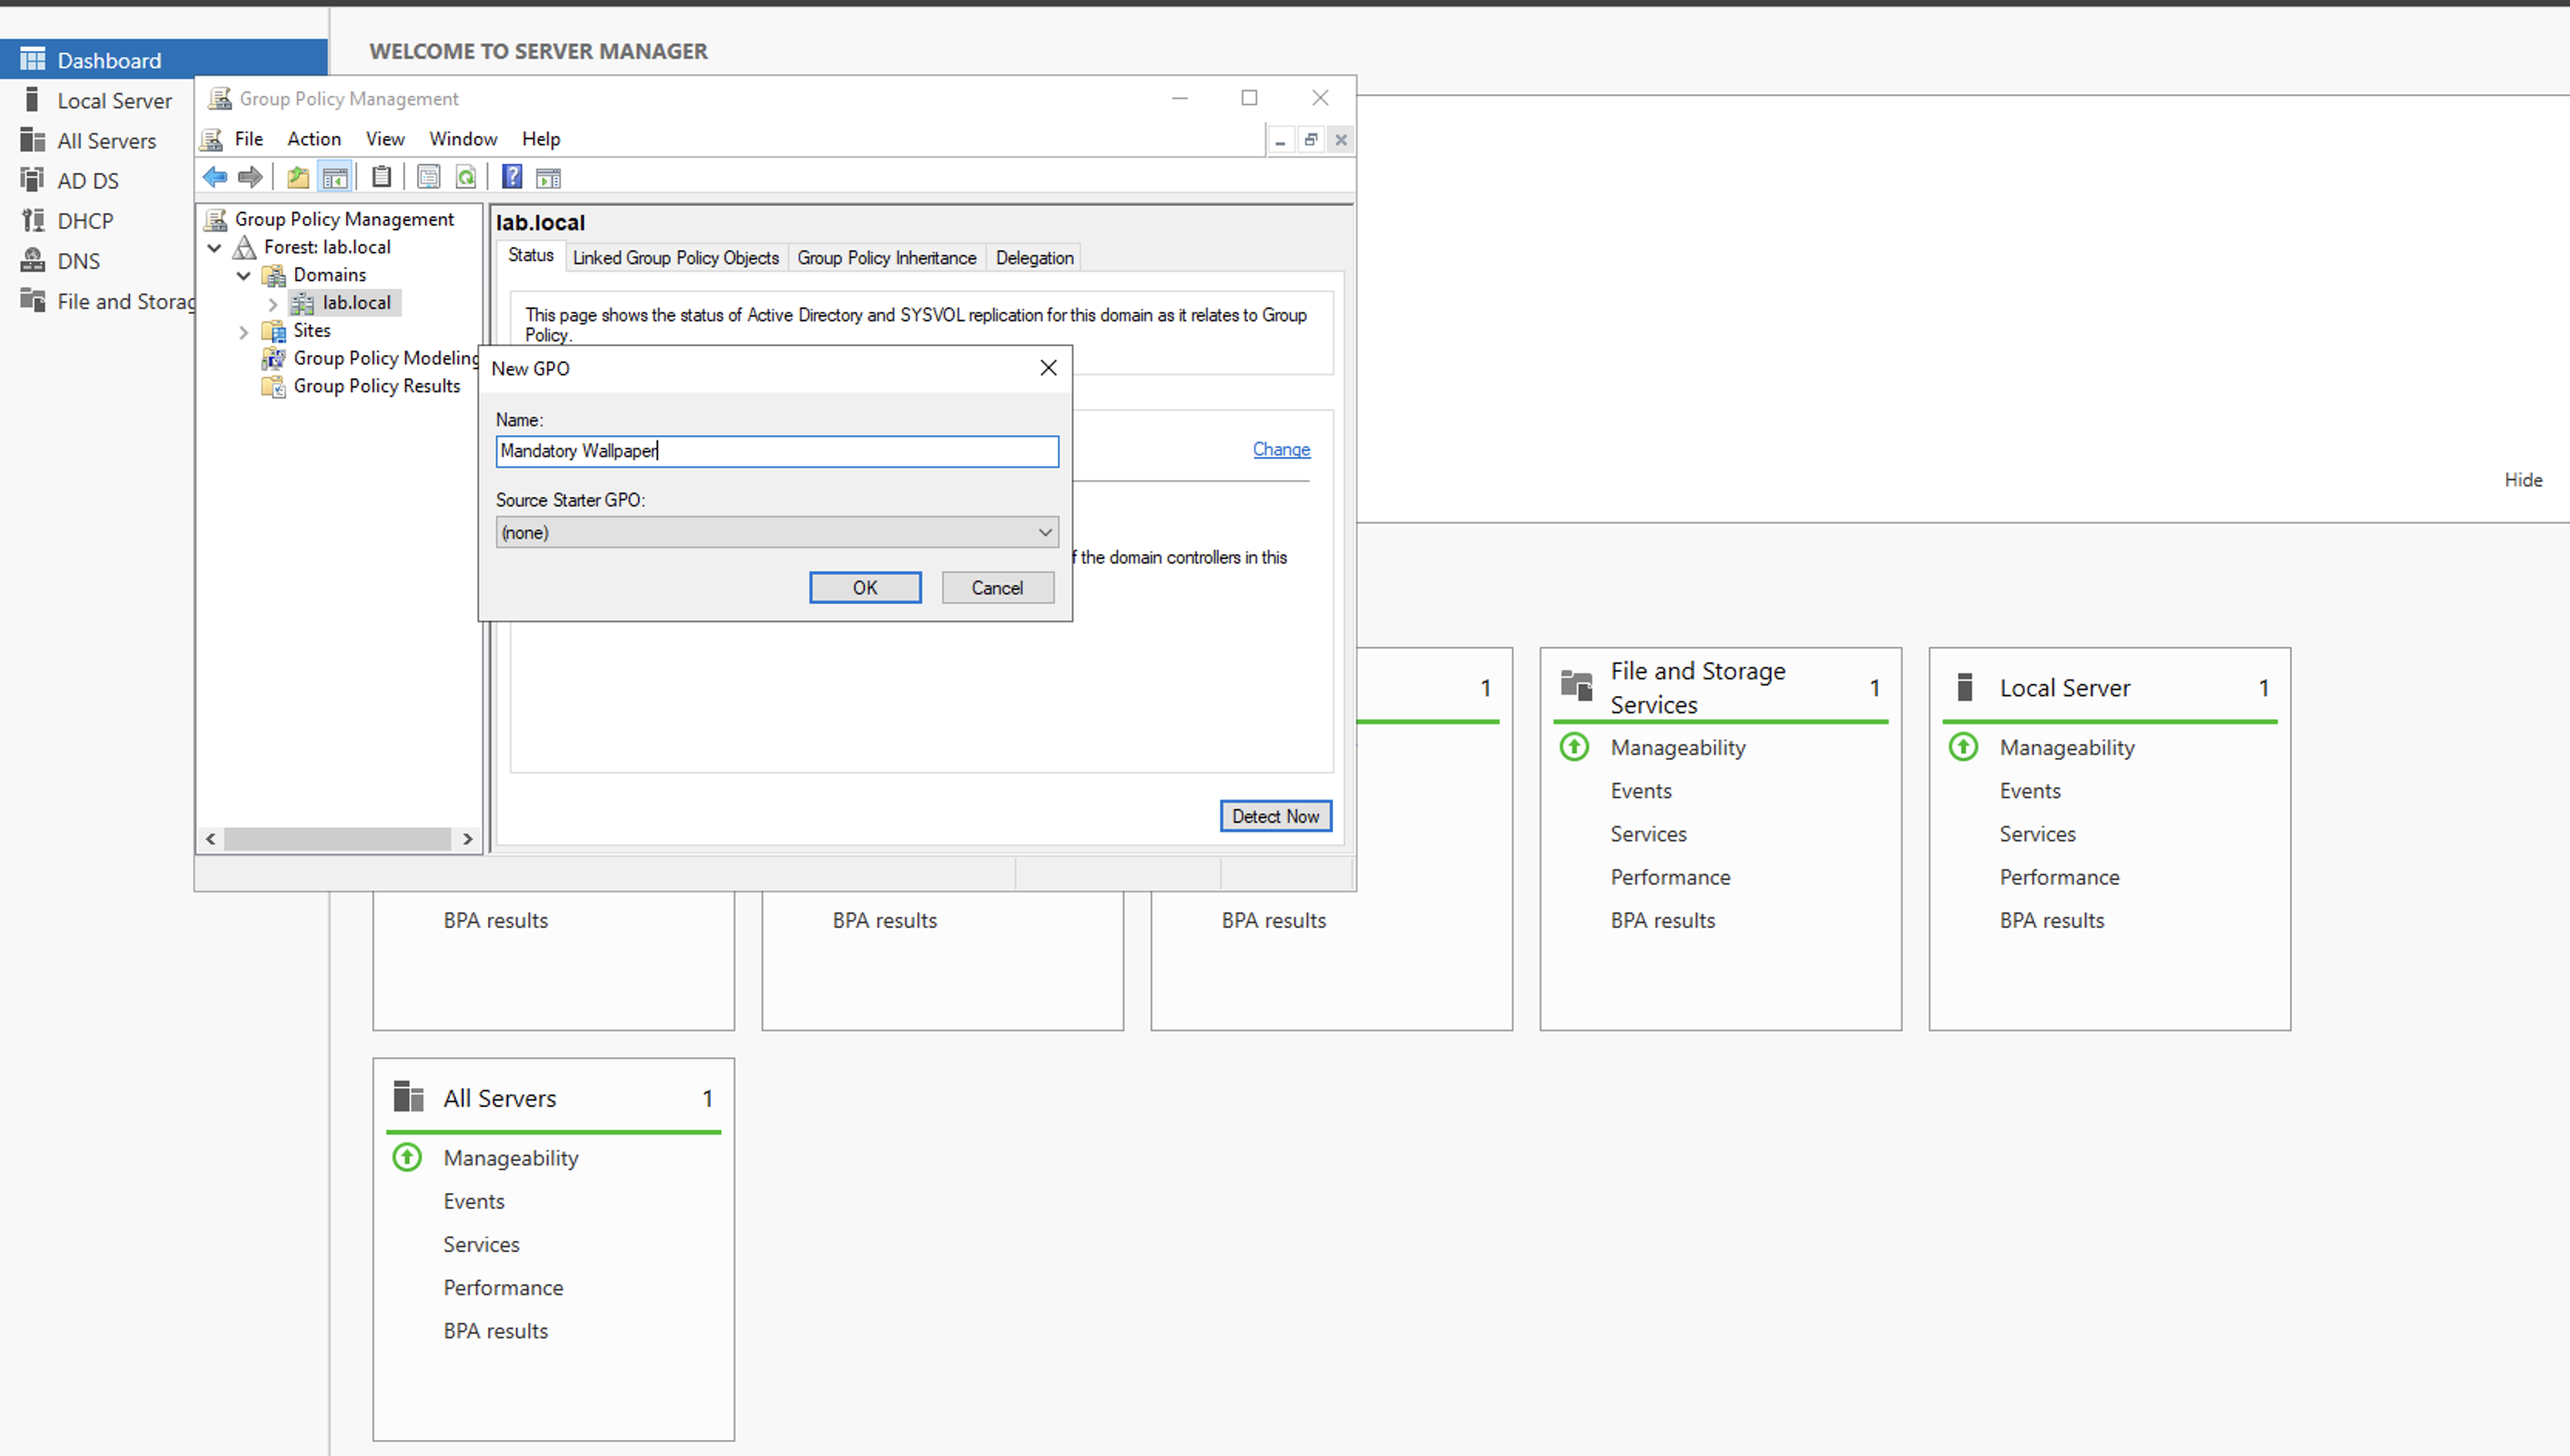 WELCOME TO SERVER MANAGER
Dashboard
Local Server
All Servers
AD DS
DHCP
DNS
File and Storag
Group Policy Management
File Action View Window Help
Group Policy Management
Forest: lab.local
Domains
lab.local
Sites
Group Policy Modeling
Group Policy Results
lab.local
Status Linked Group Policy Objects Group Policy Inheritance Delegation
This page shows the status of Active Directory and SYSVOL replication for this domain as it relates to Group
Policy.
Change
f the domain controllers in this
Detect Now
New GPO
Name:
Mandatory Wallpaper
Source Starter GPO:
(none)
OK Cancel
Hide
1
File and Storage
Services
1
Manageability
Events
Services
Performance
BPA results
Local Server 1
Manageability
Events
Services
Performance
BPA results
BPA results
BPA results
BPA results
All Servers 1
Manageability
Events
Services
Performance
BPA results